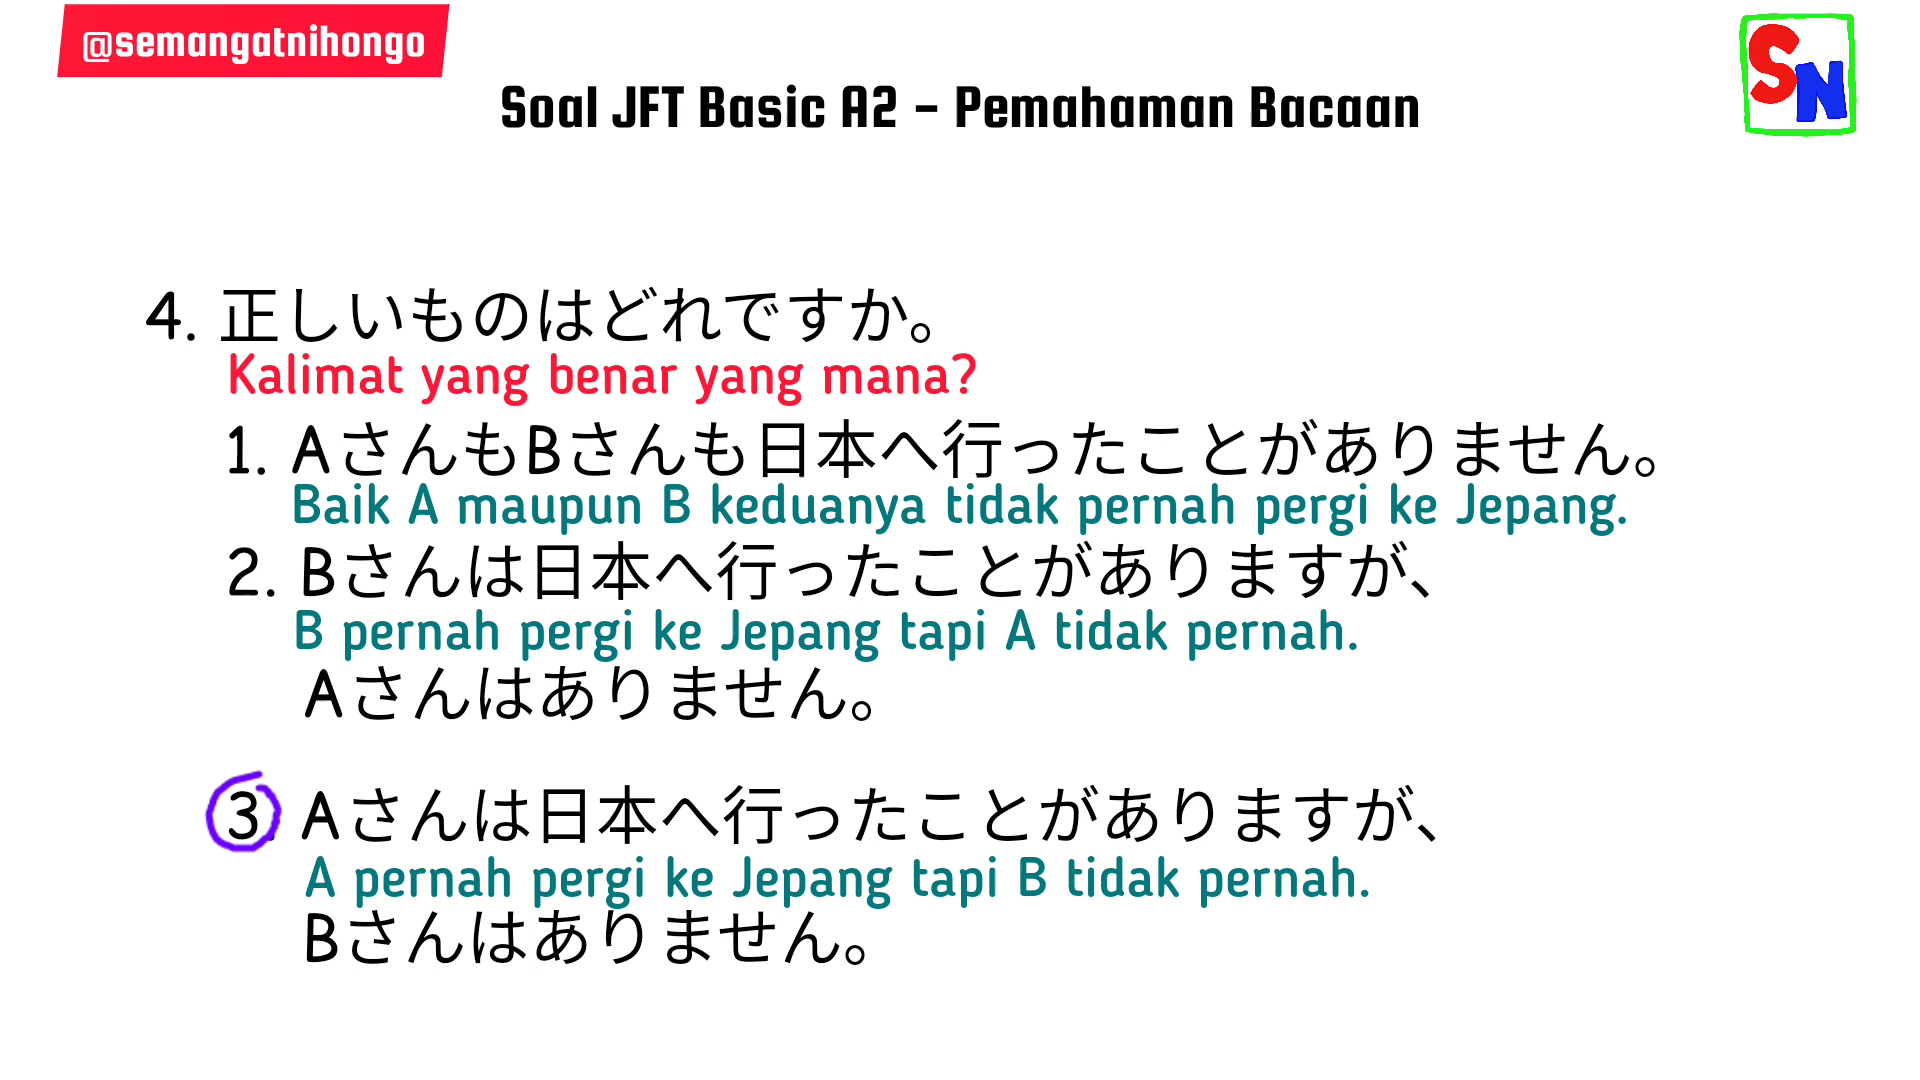 @semangatnihongo
SN
Soal JFT Basic A2 - Pemahaman Bacaan
4. 正しいものはどれですか。
Kalimat yang benar yang mana?
1. AさんもBさんも日本へ行ったことがありません。
Baik A maupun B keduanya tidak pernah pergi ke Jepang.
2. Bさんは日本へ行ったことがありますが、
B pernah pergi ke Jepang tapi A tidak pernah.
Aさんはありません。
3. Aさんは日本へ行ったことがありますが、
A pernah pergi ke Jepang tapi B tidak pernah.
Bさんはありません。